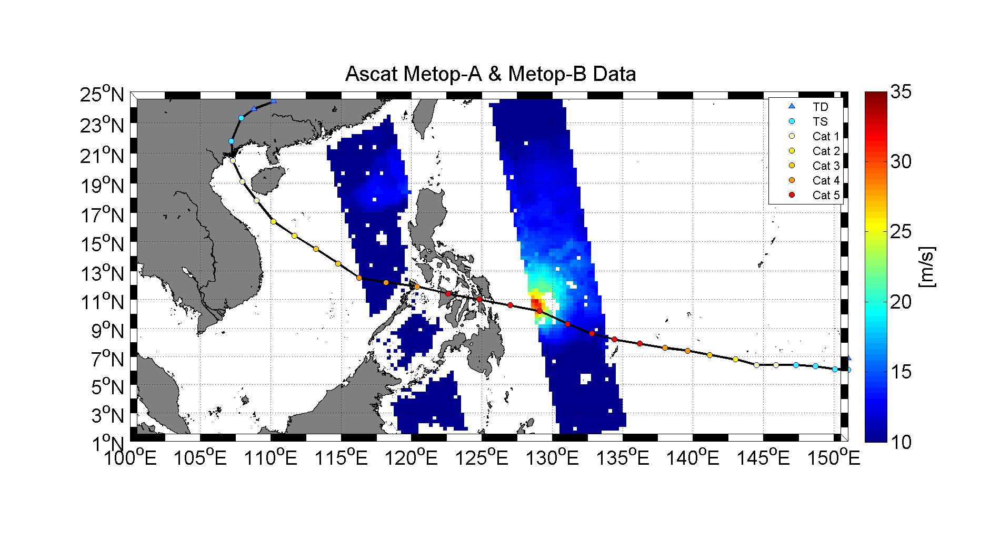 Ascat Metop-A & Metop-B Data
25°N
23°N
21°N
19°N
17°N
15°N
13°N
11°N
9°N
7°N
5°N
3°N
1°N
100°E 105°E 110°E 115°E 120°E 125°E 130°E 135°E 140°E 145°E 150°E
TD
TS
Cat 1
Cat 2
Cat 3
Cat 4
Cat 5
35
30
25
20
15
10
[m/s]